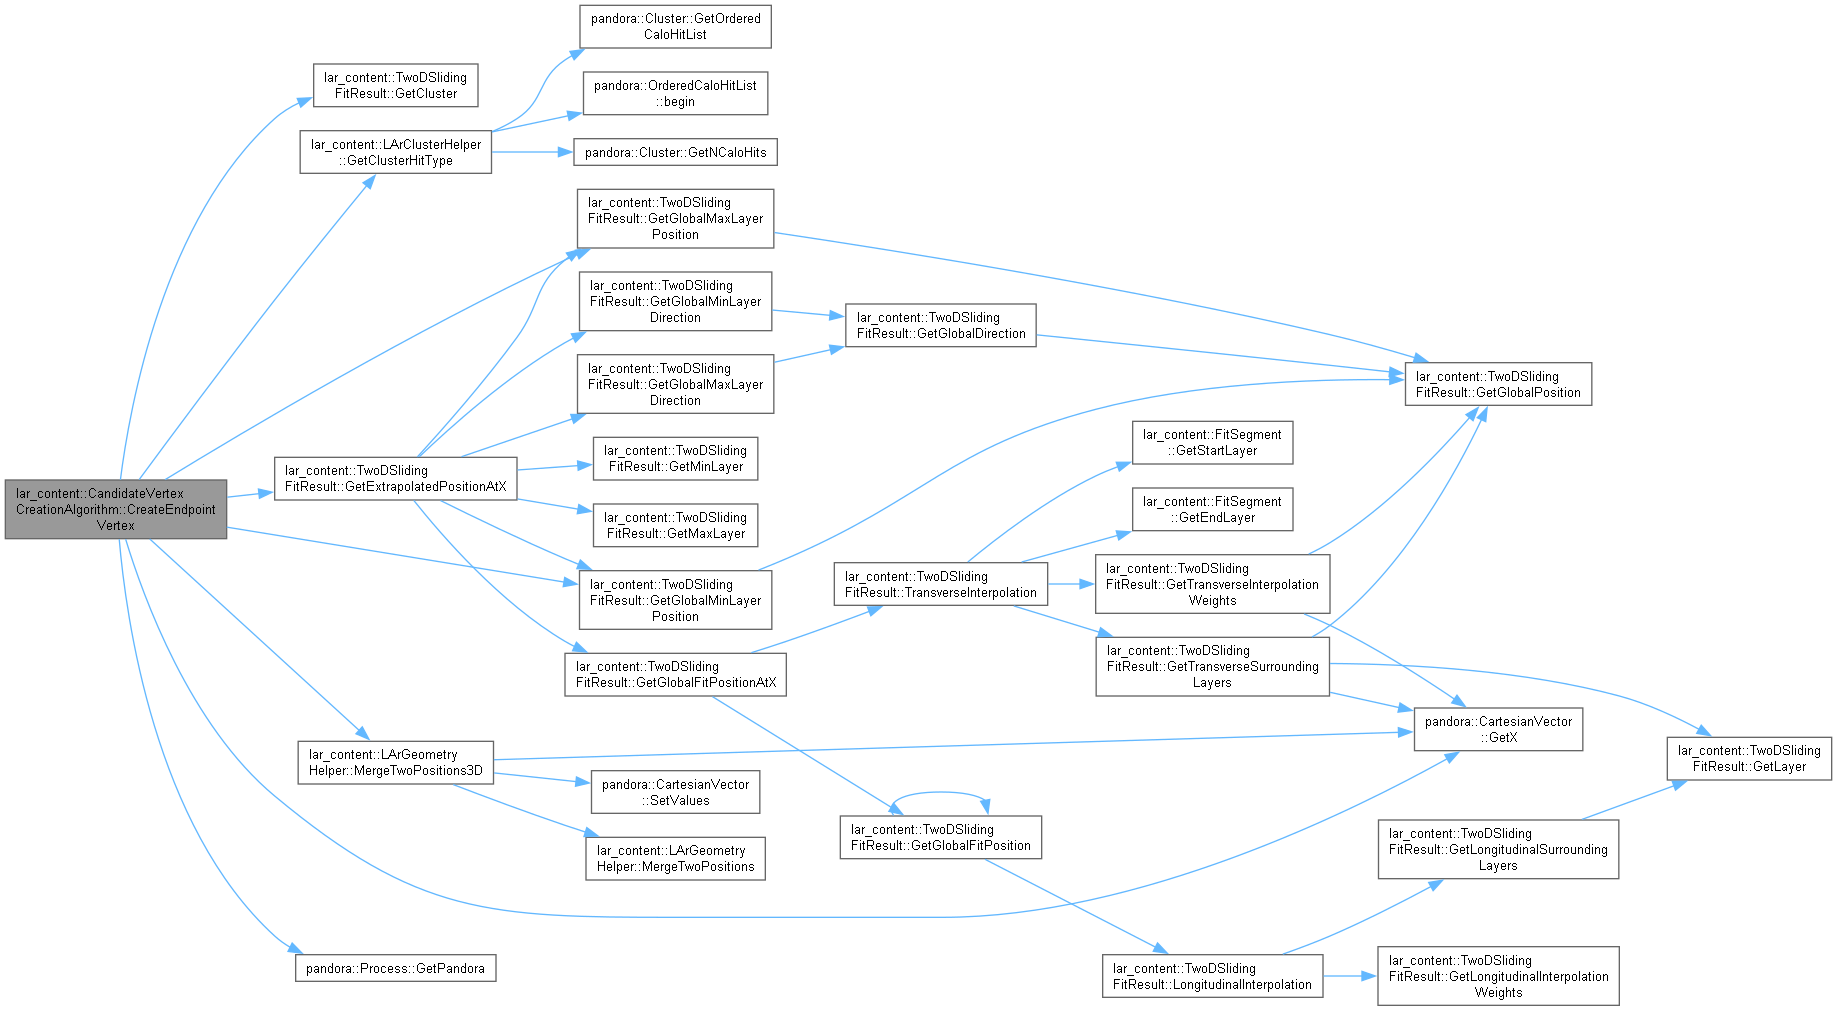 lar_content::CandidateVertex
CreationAlgorithm::CreateEndpoint
Vertex
lar_content::TwoDSliding
FitResult::GetCluster
lar_content::LArClusterHelper
::GetClusterHitType
pandora::Cluster::GetOrdered
CaloHitList
pandora::OrderedCaloHitList
::begin
pandora::Cluster::GetNCaloHits
lar_content::TwoDSliding
FitResult::GetExtrapolatedPositionAtX
lar_content::TwoDSliding
FitResult::GetGlobalMaxLayer
Position
lar_content::TwoDSliding
FitResult::GetGlobalMinLayer
Direction
lar_content::TwoDSliding
FitResult::GetGlobalMaxLayer
Direction
lar_content::TwoDSliding
FitResult::GetMinLayer
lar_content::TwoDSliding
FitResult::GetMaxLayer
lar_content::TwoDSliding
FitResult::GetGlobalMinLayer
Position
lar_content::TwoDSliding
FitResult::GetGlobalFitPositionAtX
lar_content::TwoDSliding
FitResult::GetGlobalDirection
lar_content::TwoDSliding
FitResult::GetGlobalPosition
lar_content::FitSegment
::GetStartLayer
lar_content::FitSegment
::GetEndLayer
lar_content::TwoDSliding
FitResult::TransverseInterpolation
lar_content::TwoDSliding
FitResult::GetTransverseInterpolation
Weights
lar_content::TwoDSliding
FitResult::GetTransverseSurrounding
Layers
pandora::CartesianVector
::GetX
lar_content::TwoDSliding
FitResult::GetLayer
lar_content::LArGeometry
Helper::MergeTwoPositions3D
pandora::CartesianVector
::SetValues
lar_content::LArGeometry
Helper::MergeTwoPositions
lar_content::TwoDSliding
FitResult::GetGlobalFitPosition
lar_content::TwoDSliding
FitResult::GetLongitudinalSurrounding
Layers
lar_content::TwoDSliding
FitResult::LongitudinalInterpolation
lar_content::TwoDSliding
FitResult::GetLongitudinalInterpolation
Weights
pandora::Process::GetPandora